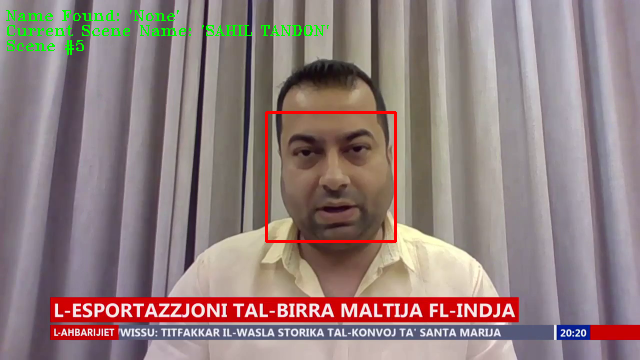 Name Found: 'None'
Current Scene Name: 'SAHIL TANDON'
Scene #5
L-ESPORTAZZJONI TAL-BIRRA MALTIJA FL-INDJA
L-AĦBARIJIET WISSU: TITFAKKAR IL-WASLA STORIKA TAL-KONVOJ TA' SANTA MARIJA 20:20